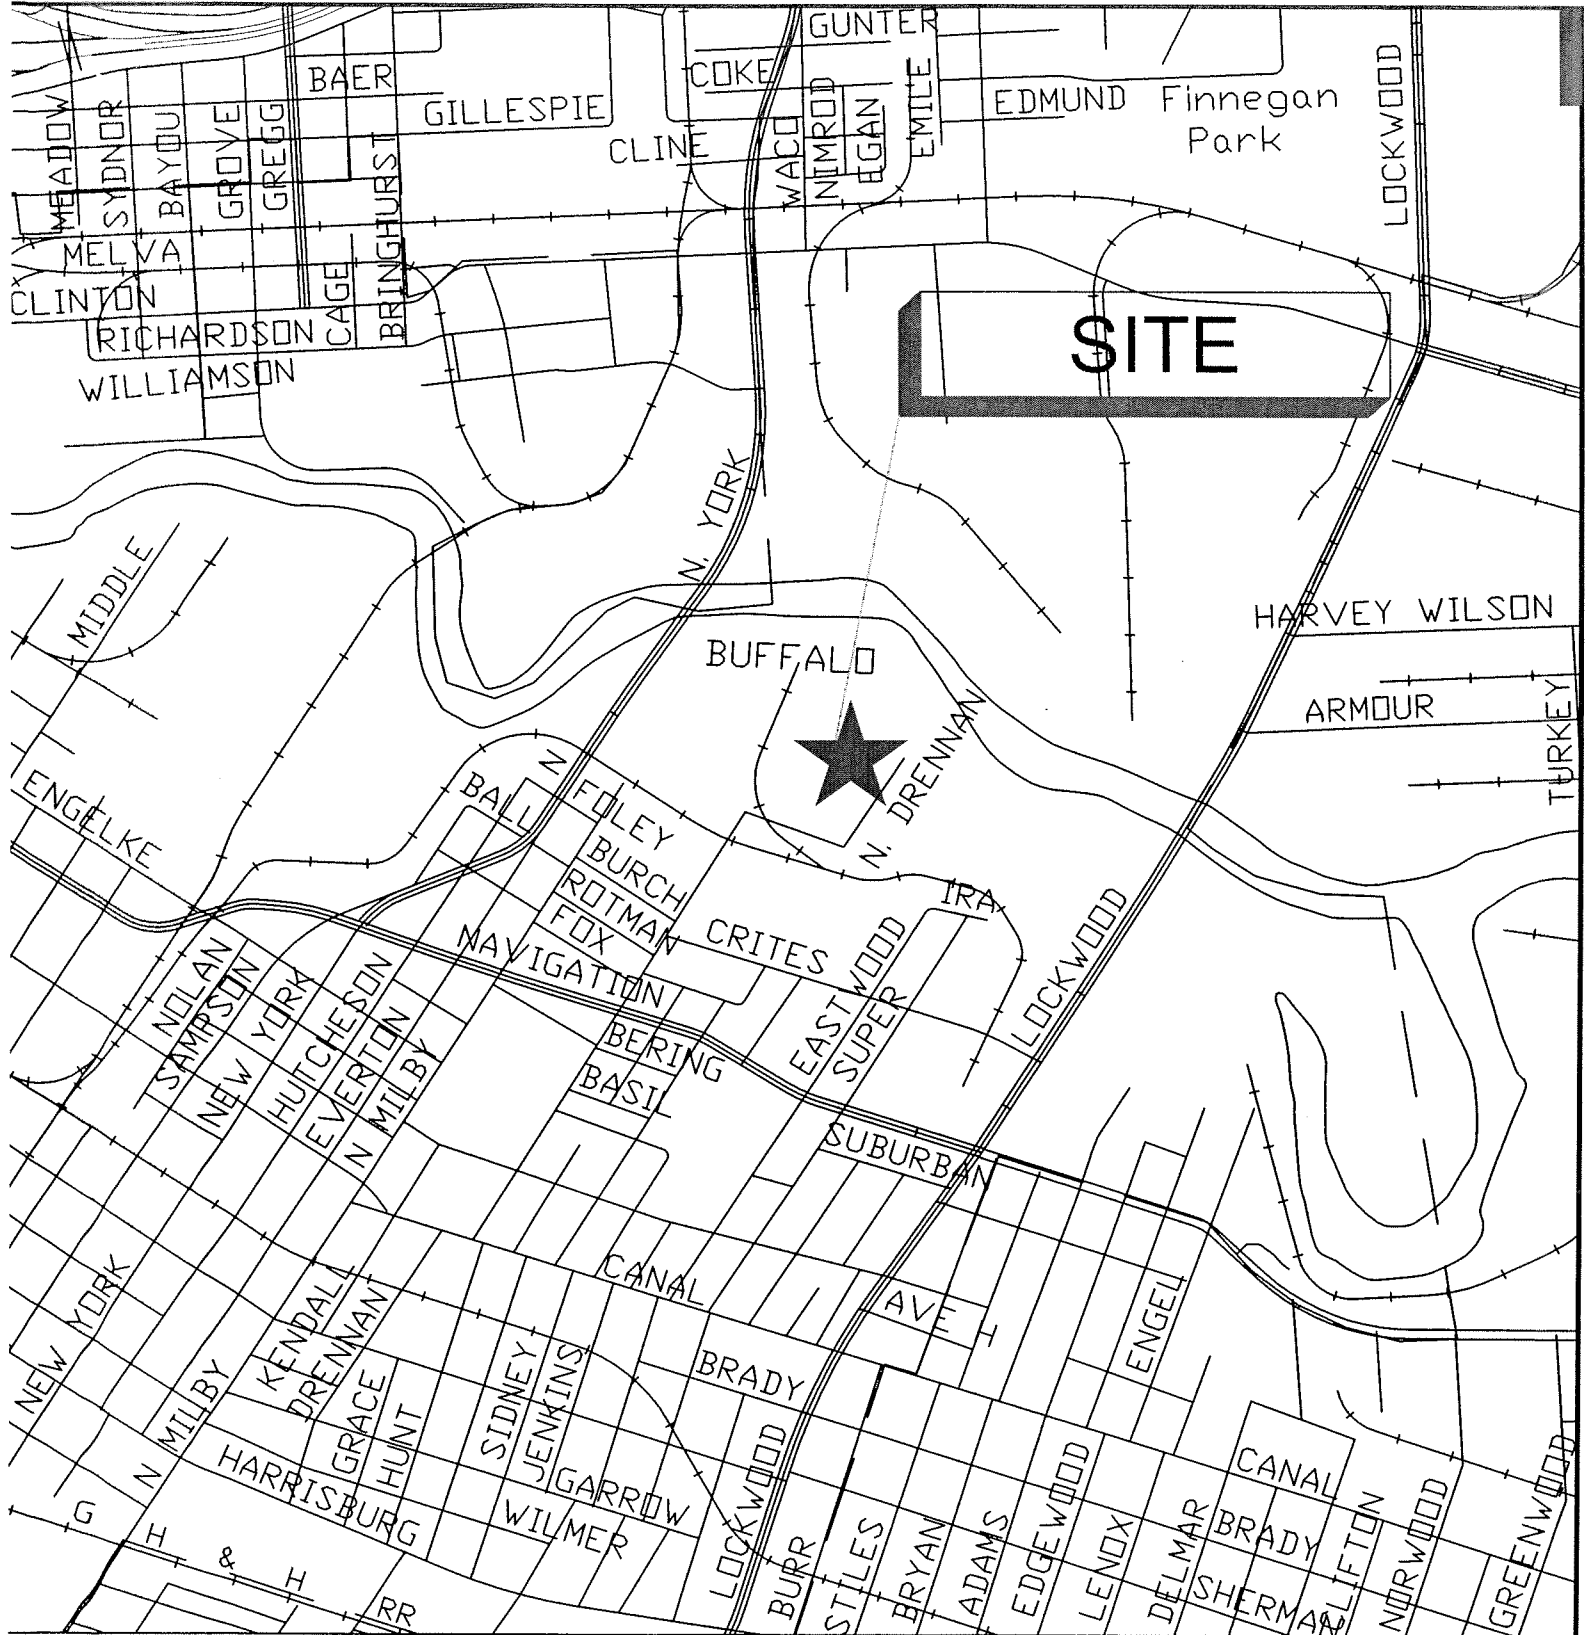 GUNTER
BAER
COKE
GILLESPIE
EDMUND
Finnegan
Park
CLINE
MEADOW
SYDNOR
BAYOU
GROVE
GREGG
BRINGHURST
WACO
NIMROD
EGAN
EMILE
LOCKWOOD
MELVA
CLINTON
CAGE
RICHARDSON
WILLIAMSON
SITE
N. YORK
MIDDLE
HARVEY WILSON
BUFFALO
ARMOUR
TURKEY
N. DRENNAN
ENGELKE
BALL
N
FOLEY
BURCH
ROTMAN
FOX
IRA
CRITES
NAVIGATION
EASTWOOD
SUPER
LOCKWOOD
NOLAN
SAMPSON
NEW YORK
HUTCHESON
EVERTON
N MILBY
BERING
BASIL
SUBURBAN
CANAL
AVE H
ENGEL
NEW YORK
KENDALL
DRENNAN
BRADY
N MILBY
GRACE
HUNT
SIDNEY
JENKINS
HARRISBURG
GARROW
WILMER
LOCKWOOD
BURR
STILES
BRYAN
ADAMS
EDGEWOOD
LENOX
DELMAR
CANAL
BRADY
SHERMAN
CLIFTON
NORWOOD
GREENWOOD
G H & H RR